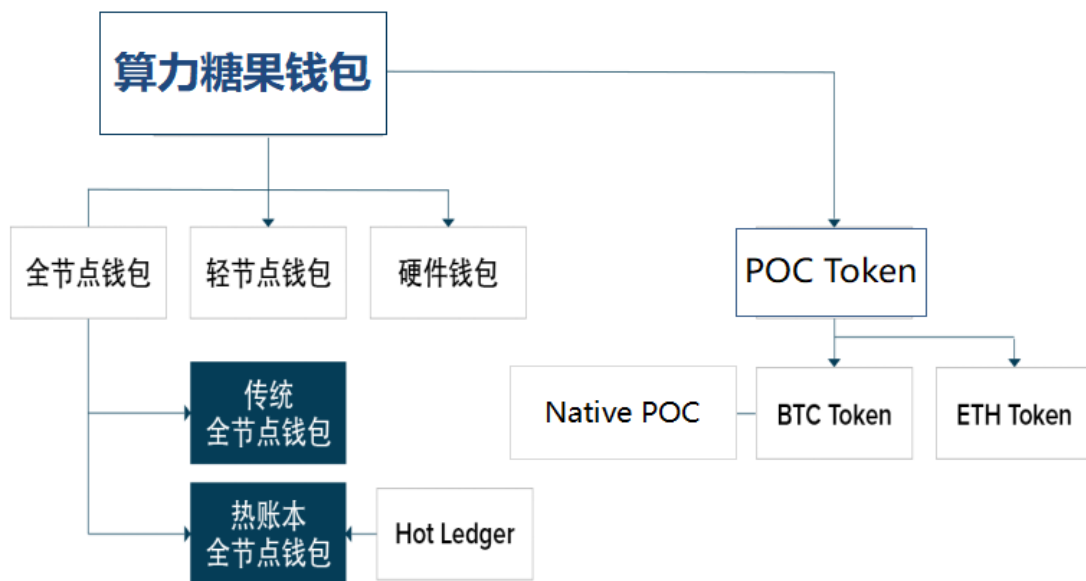 算力糖果钱包
全节点钱包
轻节点钱包
硬件钱包
POC Token
传统
全节点钱包
Native POC
BTC Token
ETH Token
热账本
全节点钱包
Hot Ledger